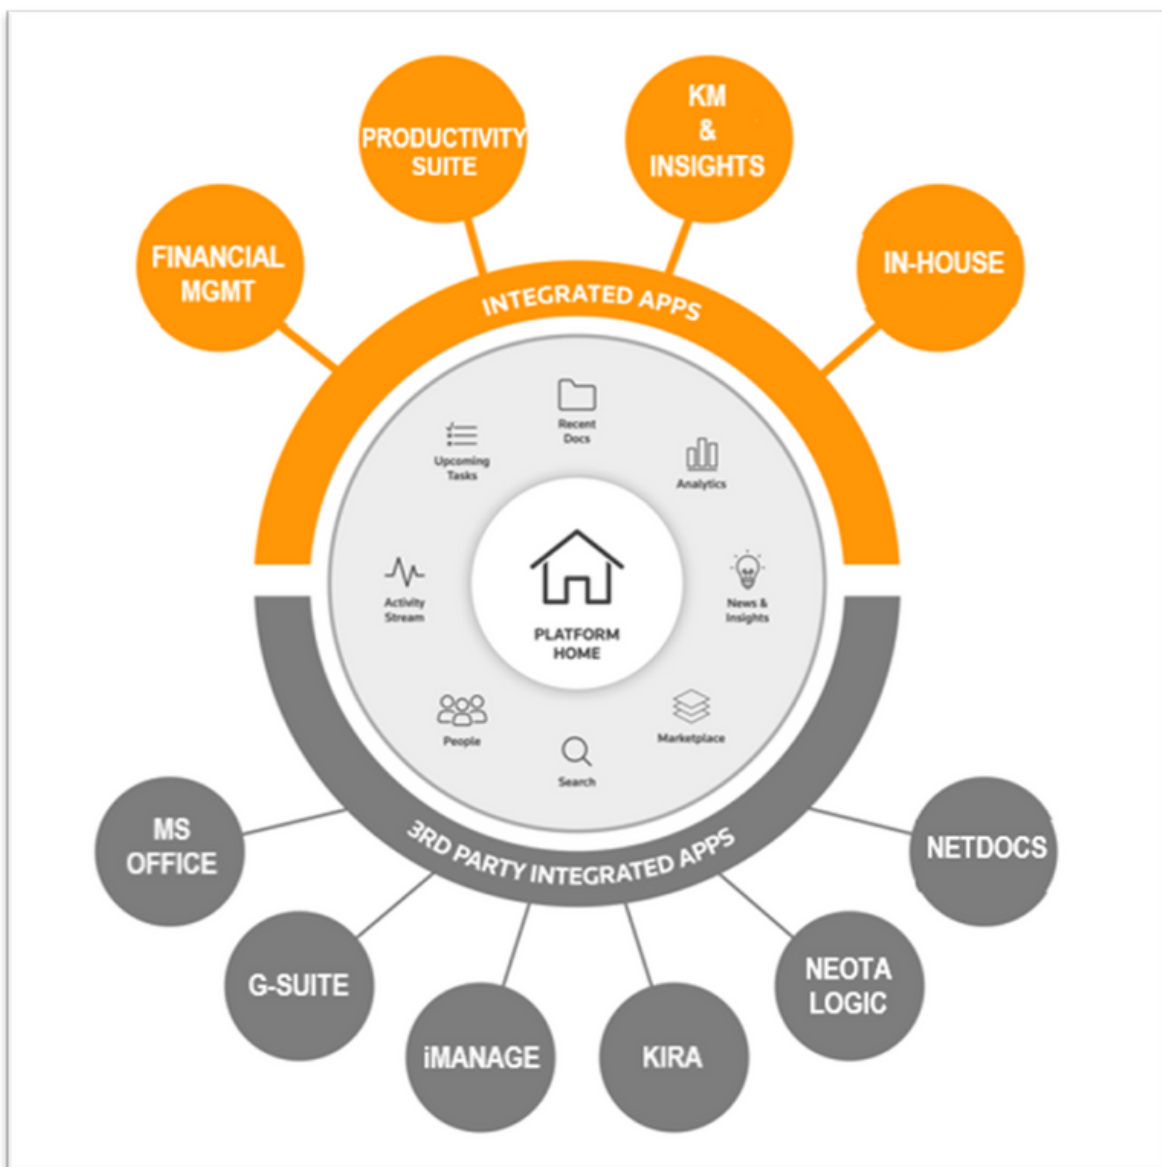 PRODUCTIVITY
SUITE
KM
&
INSIGHTS
FINANCIAL
MGMT
IN-HOUSE
INTEGRATED APPS
Recent
Docs
Upcoming
Tasks
Analytics
Activity
Stream
News &
Insights
PLATFORM
HOME
People
Marketplace
Search
3RD PARTY INTEGRATED APPS
MS
OFFICE
NETDOCS
G-SUITE
NEOTA
LOGIC
iMANAGE
KIRA